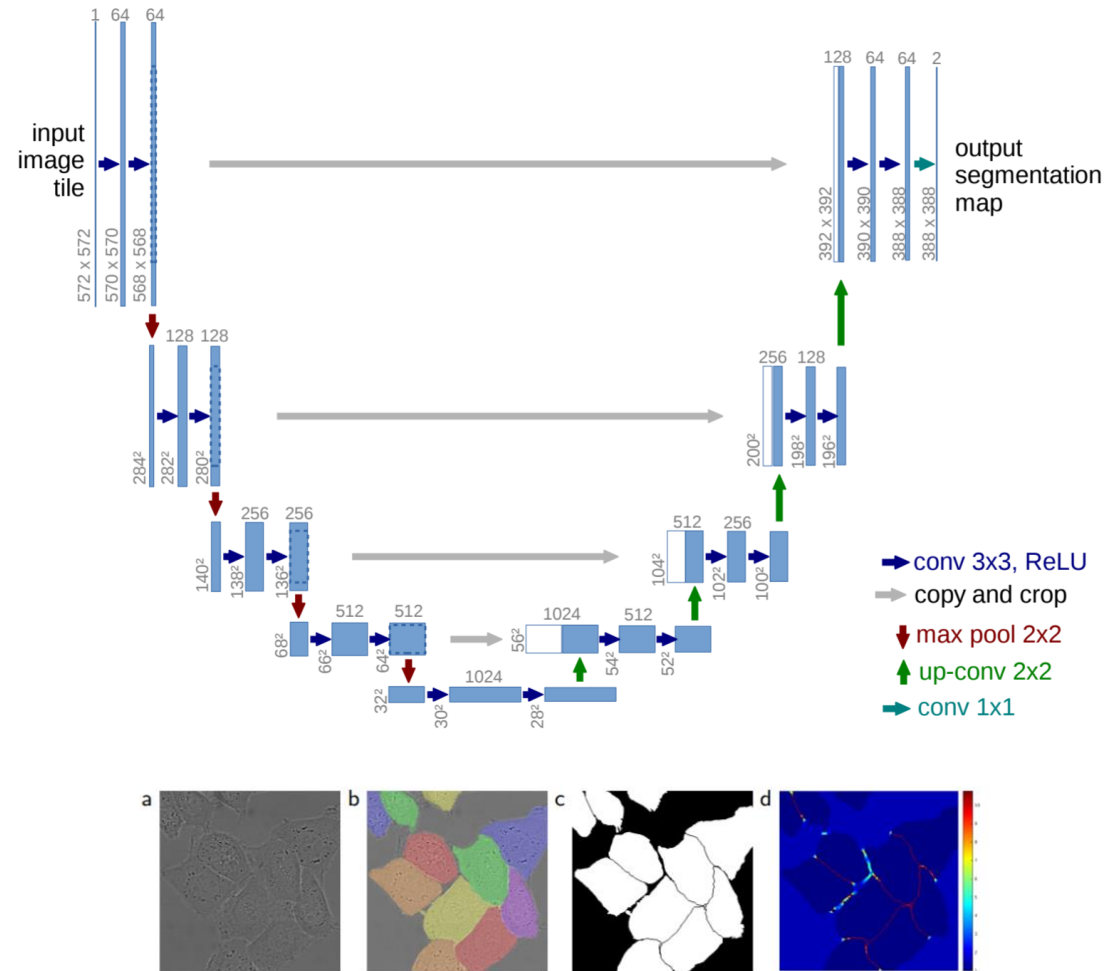 1 64 64
input
image
tile
572 x 572
570 x 570
568 x 568
128 64 64 2
output
segmentation
map
392 x 392
390 x 390
388 x 388
388 x 388
128 128
284²
282²
280²
256 128
200²
198²
196²
256 256
140²
138²
136²
512 256
104²
102²
100²
512 512
68²
66²
64²
1024 512
56²
54²
52²
1024
32²
30²
28²
conv 3x3, ReLU
copy and crop
max pool 2x2
up-conv 2x2
conv 1x1
a b c d